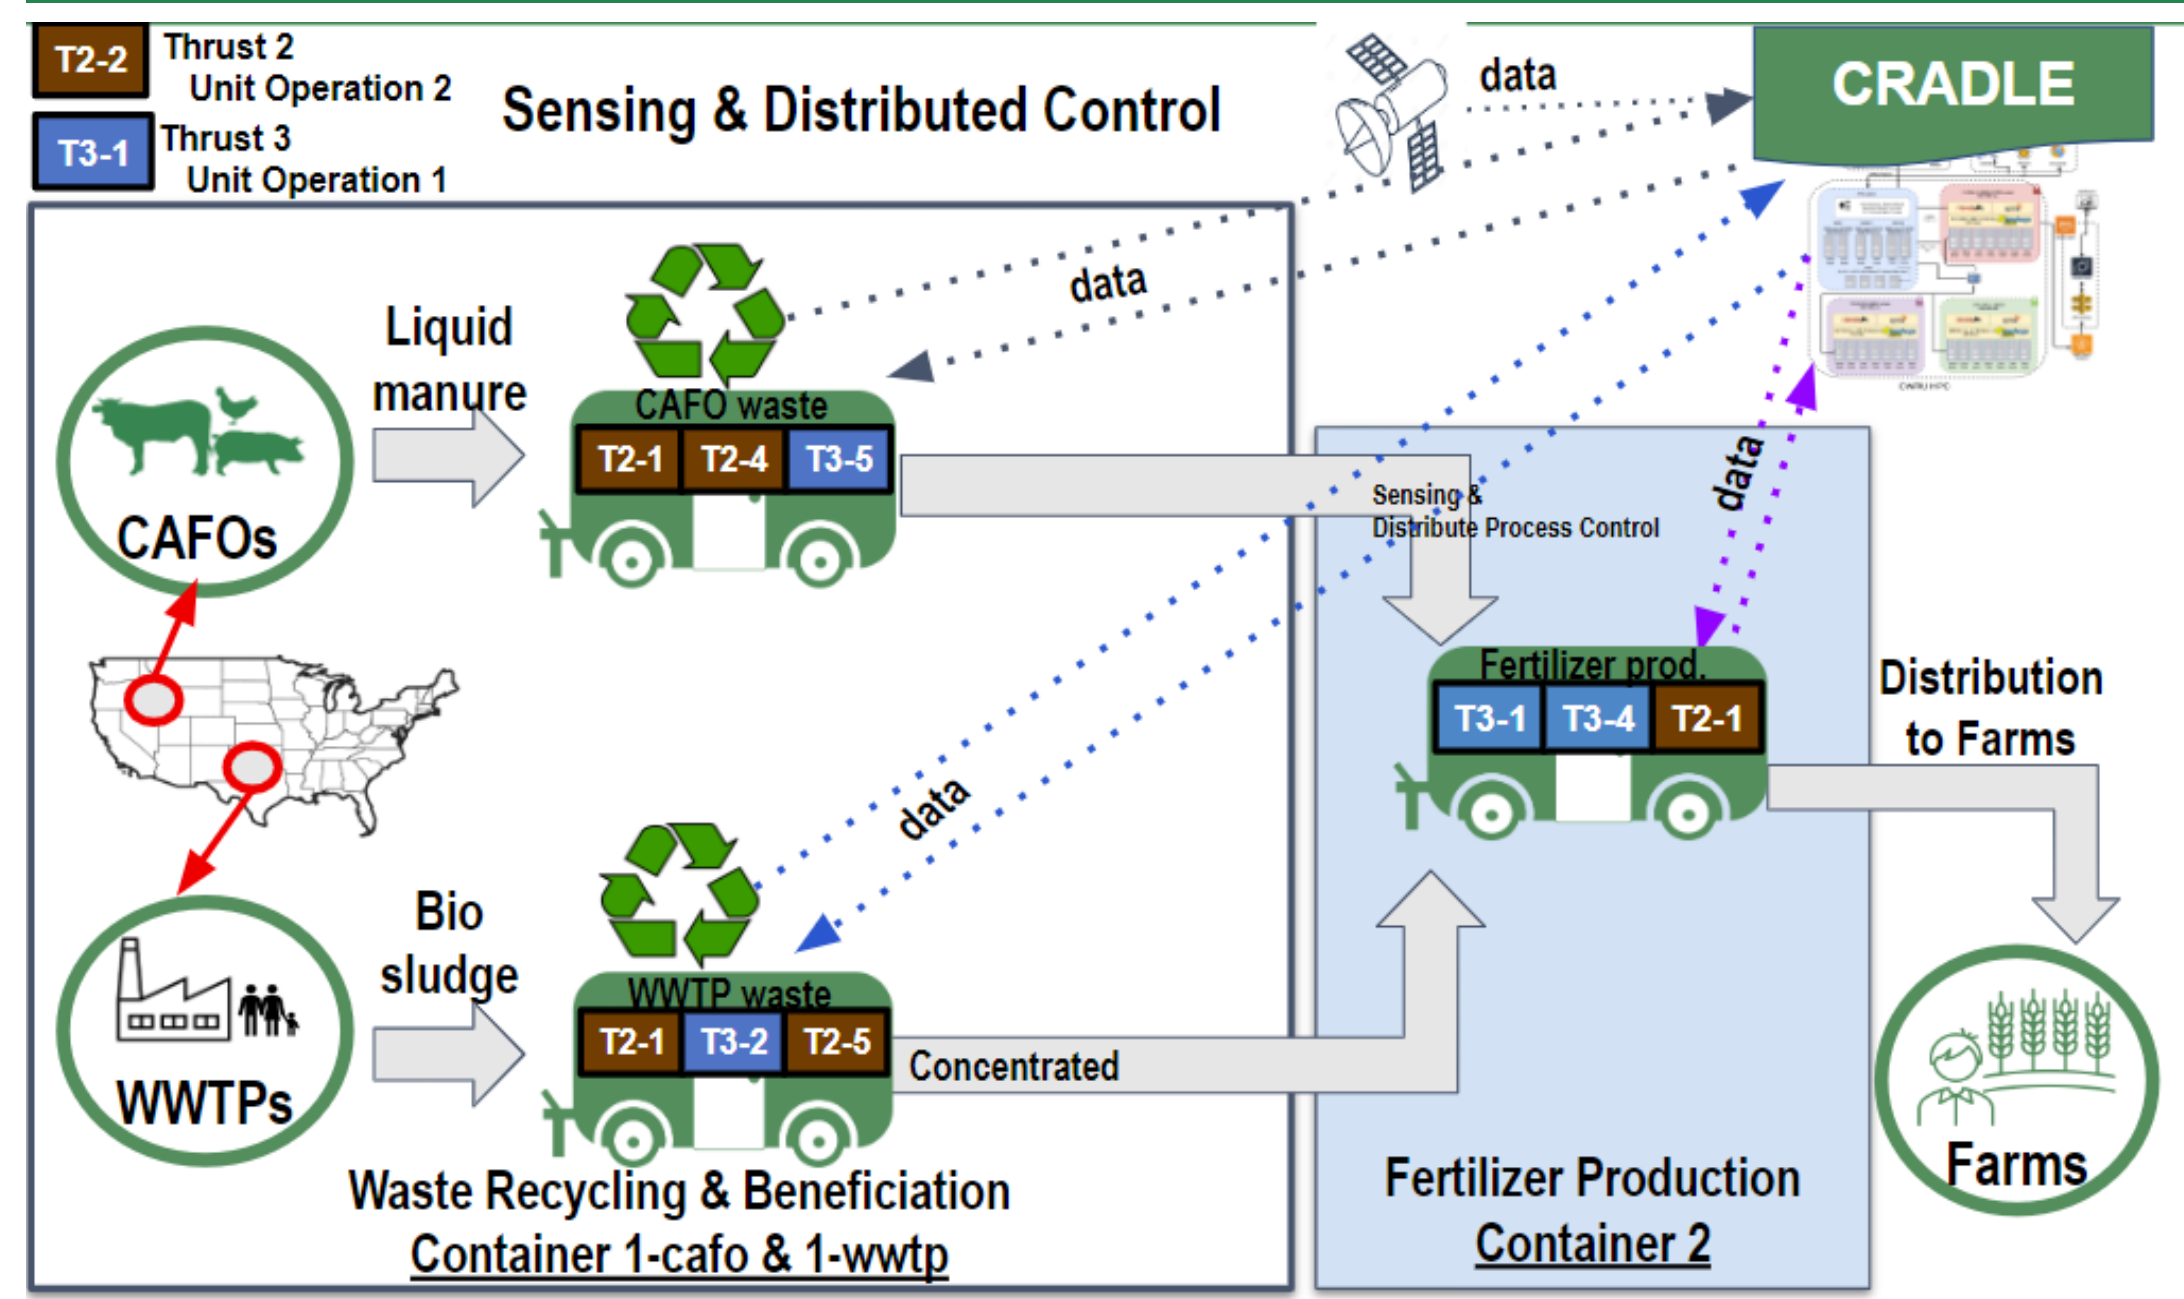 T2-2
Thrust 2
Unit Operation 2
T3-1
Thrust 3
Unit Operation 1
Sensing & Distributed Control
data
CRADLE
data
Liquid
manure
CAFO waste
T2-1 T2-4 T3-5
CAFOs
Sensing &
Distribute Process Control
data
Fertilizer prod.
T3-1 T3-4 T2-1
Distribution
to Farms
data
Bio
sludge
WWTP waste
T2-1 T3-2 T2-5
Concentrated
WWTPs
Farms
Waste Recycling & Beneficiation
Container 1-cafo & 1-wwtp
Fertilizer Production
Container 2